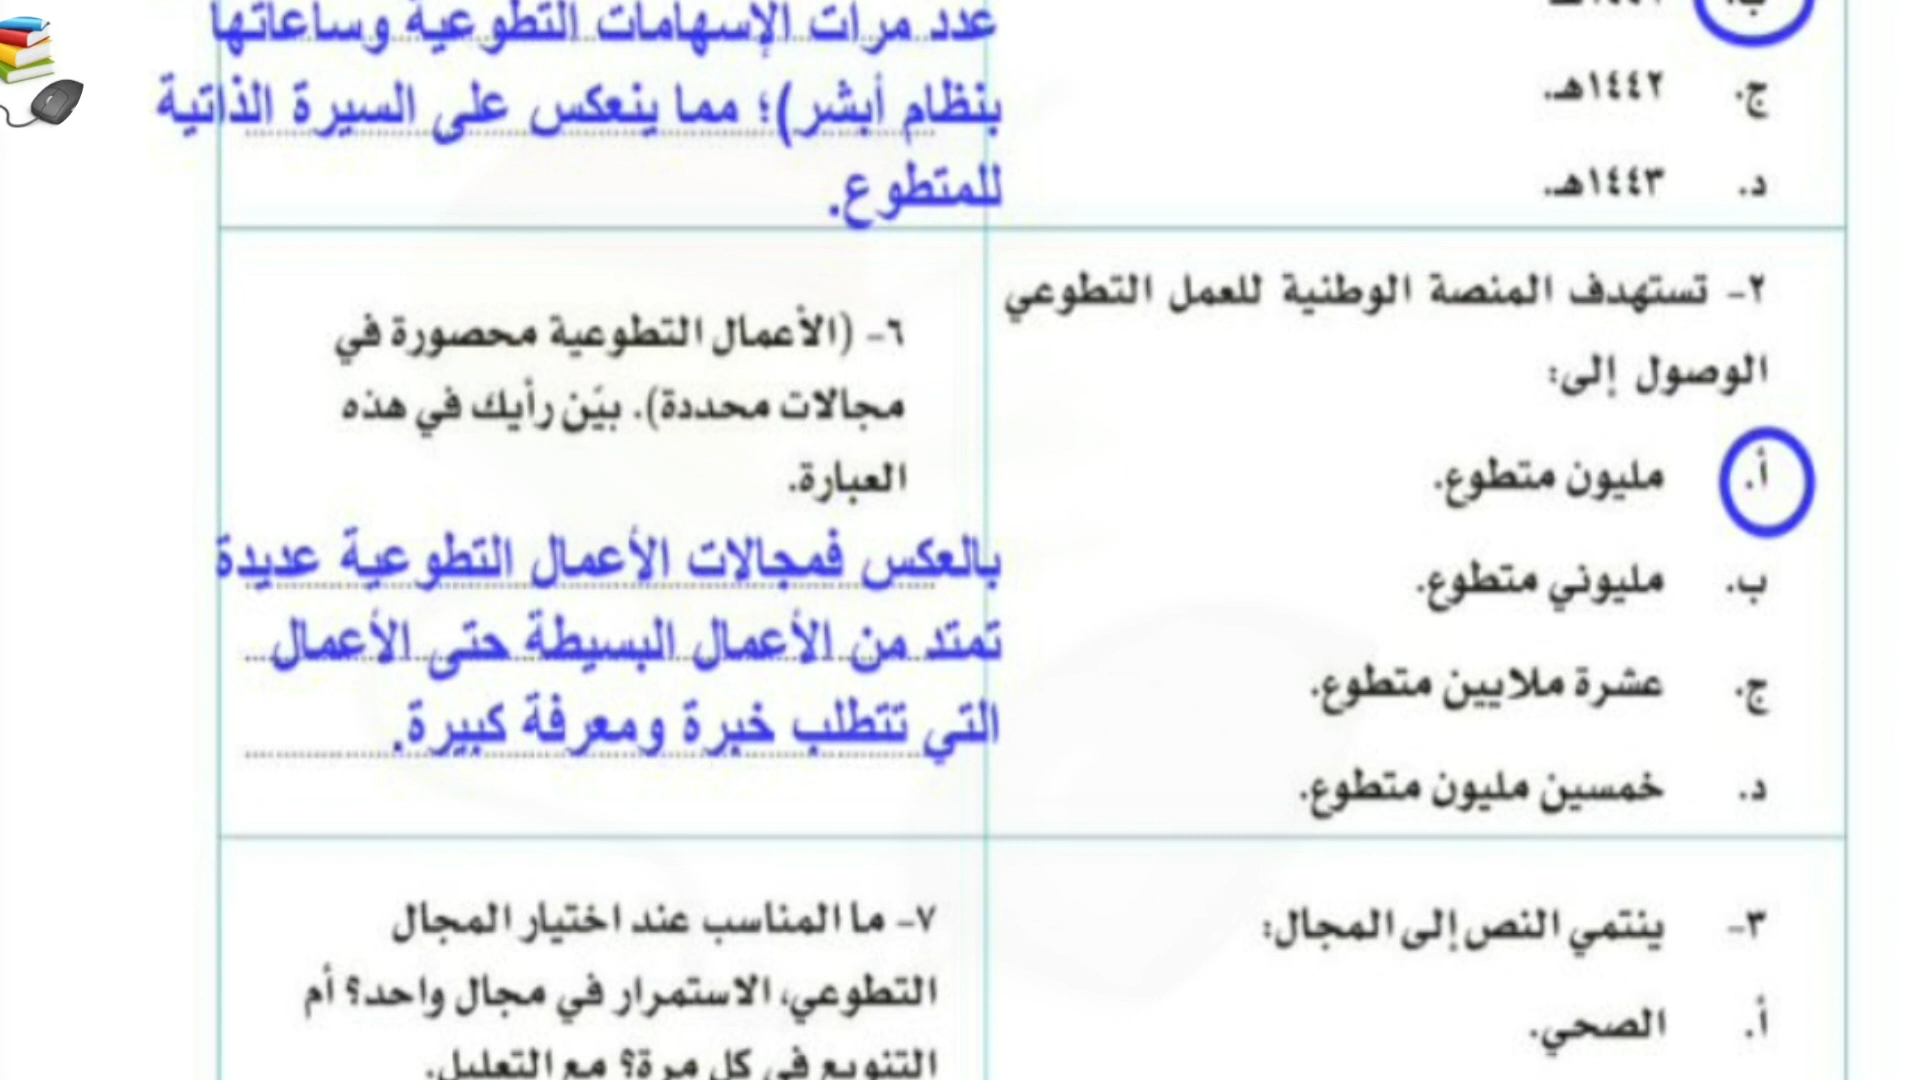 ج. ١٤٤٢هـ.
د. ١٤٤٣هـ.
عدد مرات الإسهامات التطوعية وساعاتها
بنظام أبشر)؛ مما ينعكس على السيرة الذاتية
للمتطوع.
٢- تستهدف المنصة الوطنية للعمل التطوعي
الوصول إلى:
أ. مليون متطوع.
ب. مليوني متطوع.
ج. عشرة ملايين متطوع.
د. خمسين مليون متطوع.
٦- (الأعمال التطوعية محصورة في
مجالات محددة). بيَن رأيك في هذه
العبارة.
بالعكس فمجالات الأعمال التطوعية عديدة
تمتد من الأعمال البسيطة حتى الأعمال
التي تتطلب خبرة ومعرفة كبيرة.
٣- ينتمي النص إلى المجال:
أ. الصحي.
٧- ما المناسب عند اختيار المجال
التطوعي، الاستمرار في مجال واحد؟ أم
التنويع في كل مرة؟ مع التعليل.